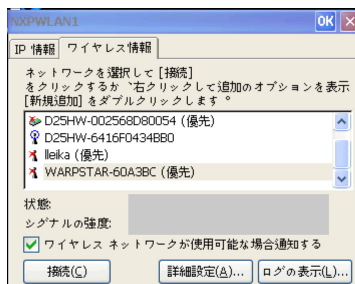 NXPWLAN1 OK ×
IP 情報 ワイヤレス情報
ネットワークを選択して [接続]
をクリックするか、右クリックして追加のオプションを表示
[新規追加] をダブルクリックします。
D25HW-002568D80054 (優先)
D25HW-6416F0434BB0
lleika (優先)
WARPSTAR-60A3BC (優先)
状態:
シグナルの強度:
ワイヤレス ネットワークが使用可能な場合通知する
接続(C) 詳細設定(A)... ログの表示(L)...